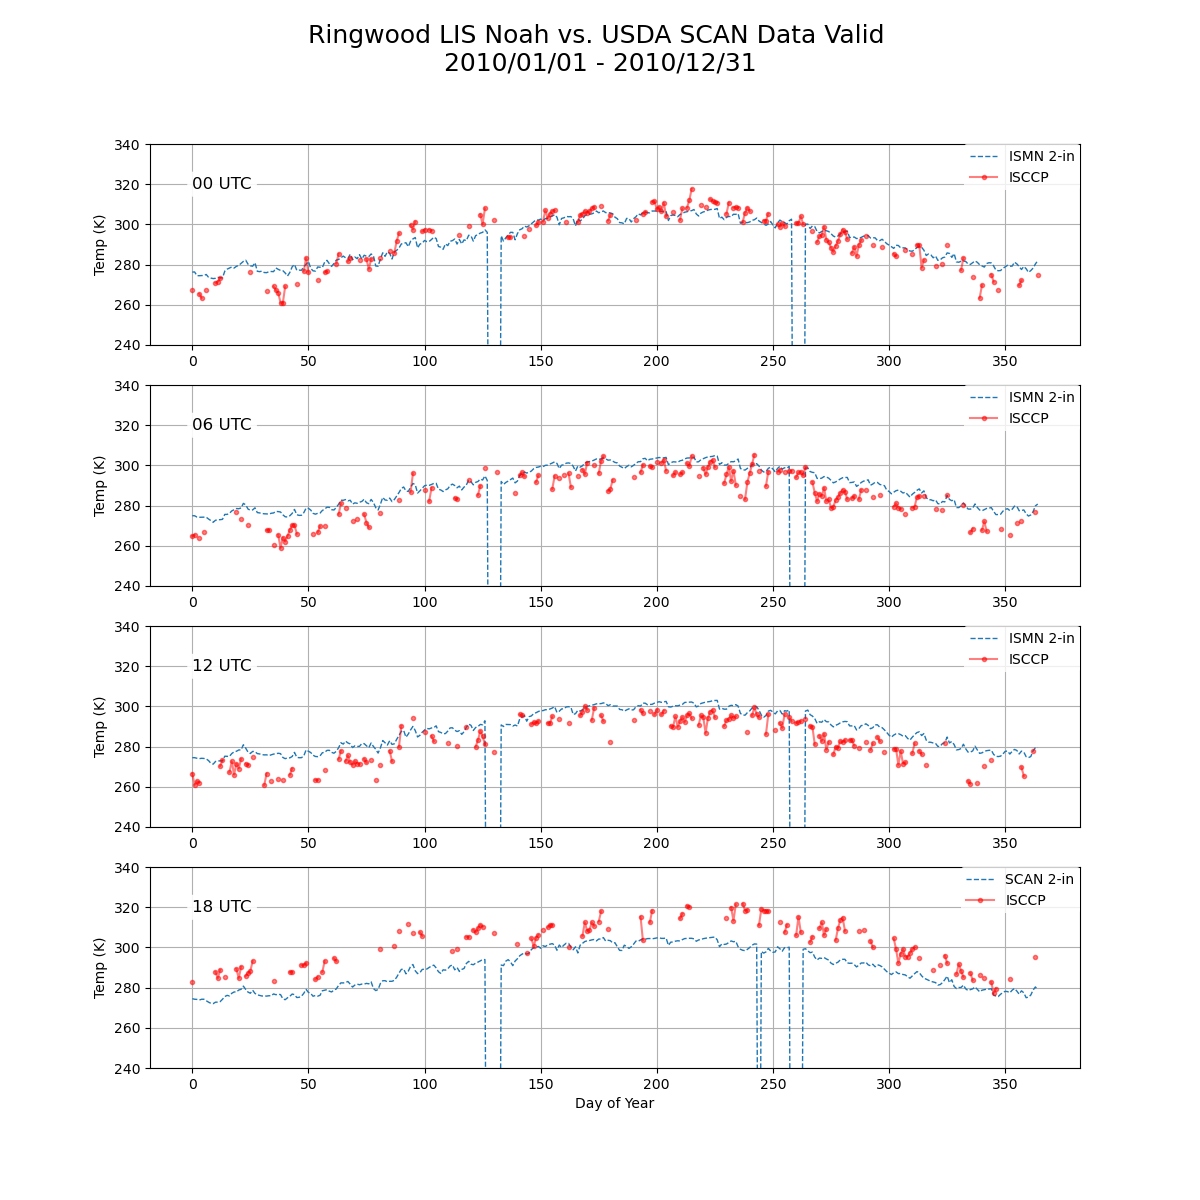 Ringwood LIS Noah vs. USDA SCAN Data Valid
2010/01/01 - 2010/12/31
340
320
300
280
260
240
Temp (K)
00 UTC
ISMN 2-in
ISCCP
0 50 100 150 200 250 300 350
340
320
300
280
260
240
Temp (K)
06 UTC
ISMN 2-in
ISCCP
0 50 100 150 200 250 300 350
340
320
300
280
260
240
Temp (K)
12 UTC
ISMN 2-in
ISCCP
0 50 100 150 200 250 300 350
340
320
300
280
260
240
Temp (K)
18 UTC
SCAN 2-in
ISCCP
0 50 100 150 200 250 300 350
Day of Year